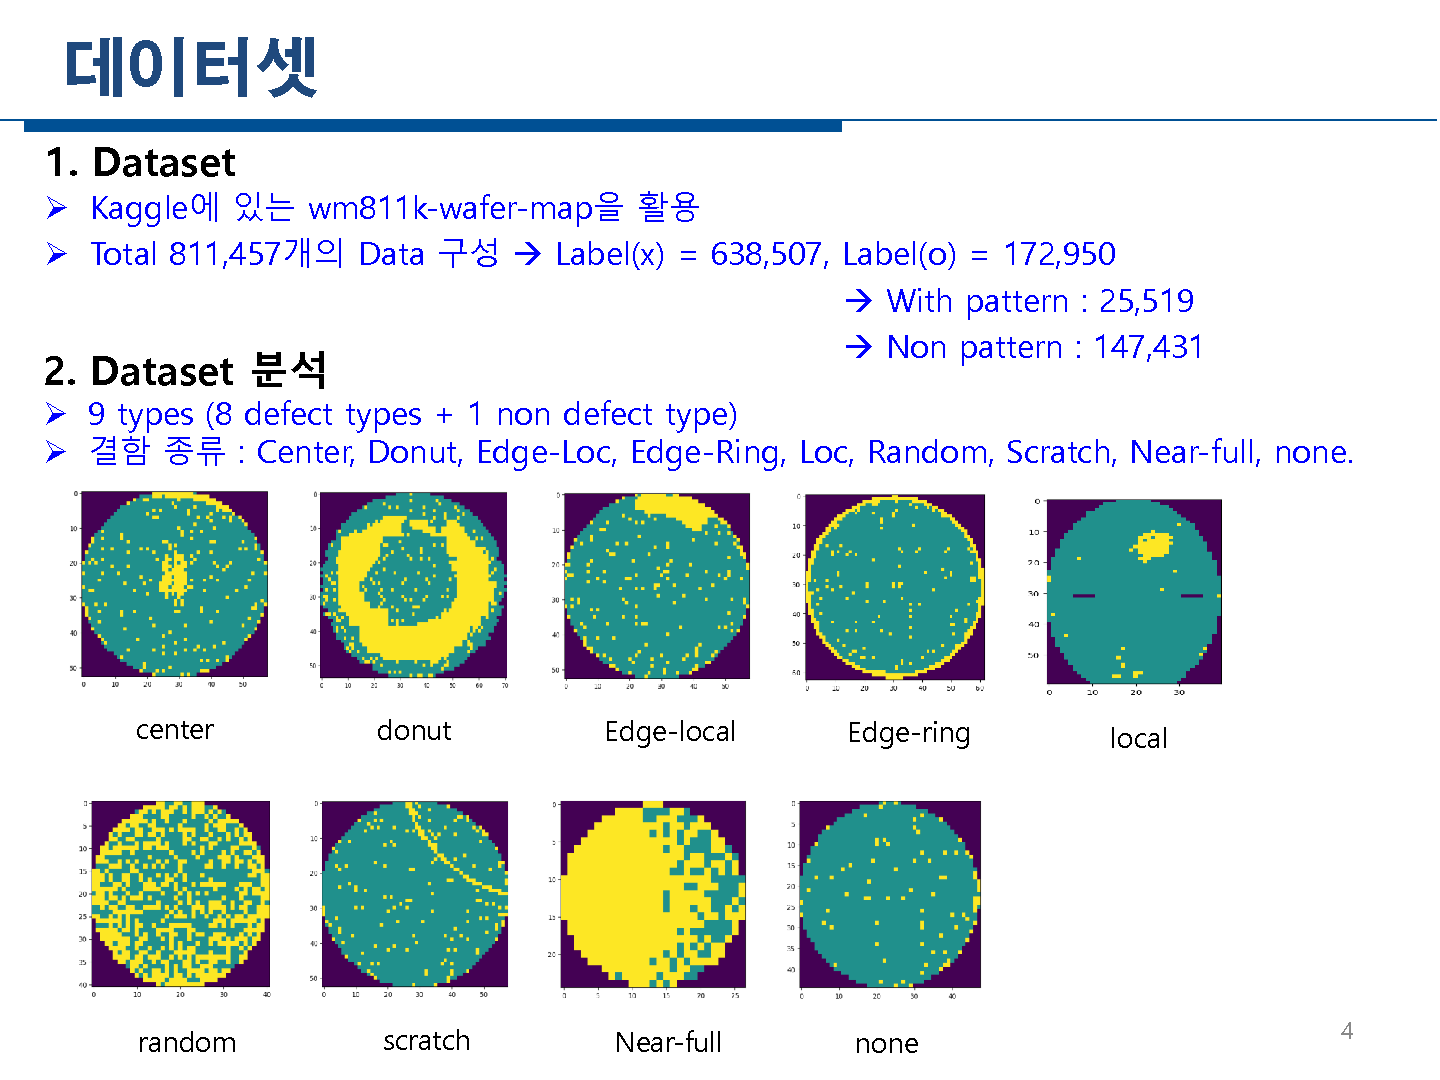 데이터셋
1. Dataset
➢ Kaggle에 있는 wm811k-wafer-map을 활용
➢ Total 811,457개의 Data 구성 → Label(x) = 638,507, Label(o) = 172,950
→ With pattern : 25,519
→ Non pattern : 147,431
2. Dataset 분석
➢ 9 types (8 defect types + 1 non defect type)
➢ 결함 종류 : Center, Donut, Edge-Loc, Edge-Ring, Loc, Random, Scratch, Near-full, none.
center donut Edge-local Edge-ring local
random scratch Near-full none
4